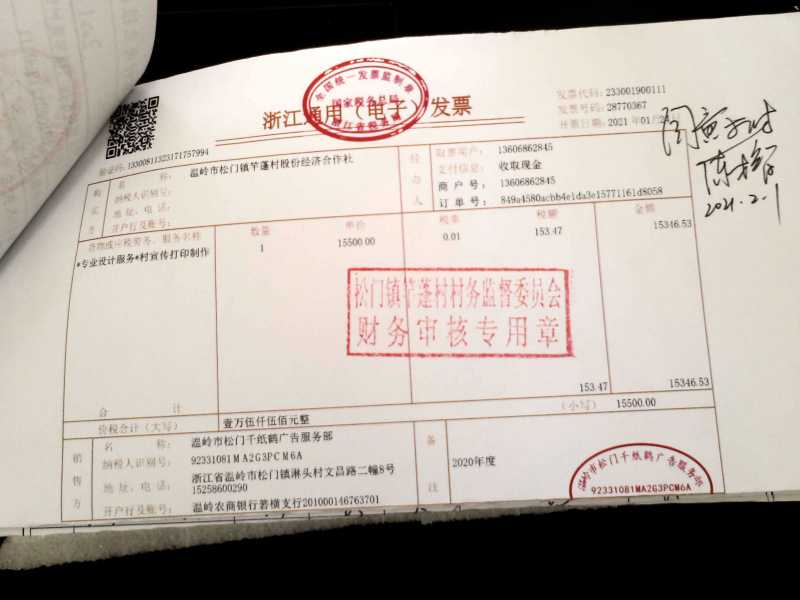 浙江通用（电子）发票
全国统一发票监制章
国家税务总局
浙江省税务局
发票代码：233001900111
发票号码：28770367
开票日期：2021年01月2
验证码：13300811323171757994
购买方
名称：温岭市松门镇竿蓬村股份经济合作社
纳税人识别号：
地址、电话：
开户行及账号：
经办人
取票用户：13606862845
支付信息：收取现金
商户号：13606862845
订单号：849a4580acbb4e1da3e15771161d8058
陈
2021.2.1
货物或应税劳务、服务名称 数量 单价 税率 税额 金额
*专业设计服务*村宣传打印制作 1 15500.00 0.01 153.47 15346.53
松门镇竿蓬村村务监督委员会
财务审核专用章
合计 153.47 15346.53
价税合计（大写） 壹万伍仟伍佰元整 （小写） 15500.00
销售方
名称：温岭市松门千纸鹤广告服务部
纳税人识别号：92331081MA2G3PCM6A
地址、电话：浙江省温岭市松门镇淋头村文昌路二幢8号
15258600290
开户行及账号：温岭农商银行箬横支行201000146763701
备注
2020年度
温岭市松门千纸鹤广告服务部
92331081MA2G3PCM6A